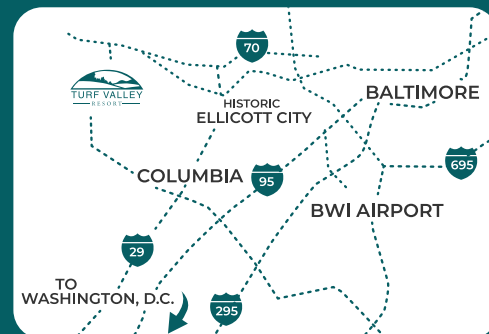 70
TURF VALLEY
RESORT
BALTIMORE
HISTORIC
ELLICOTT CITY
695
COLUMBIA
95
BWI AIRPORT
29
TO
WASHINGTON, D.C.
295